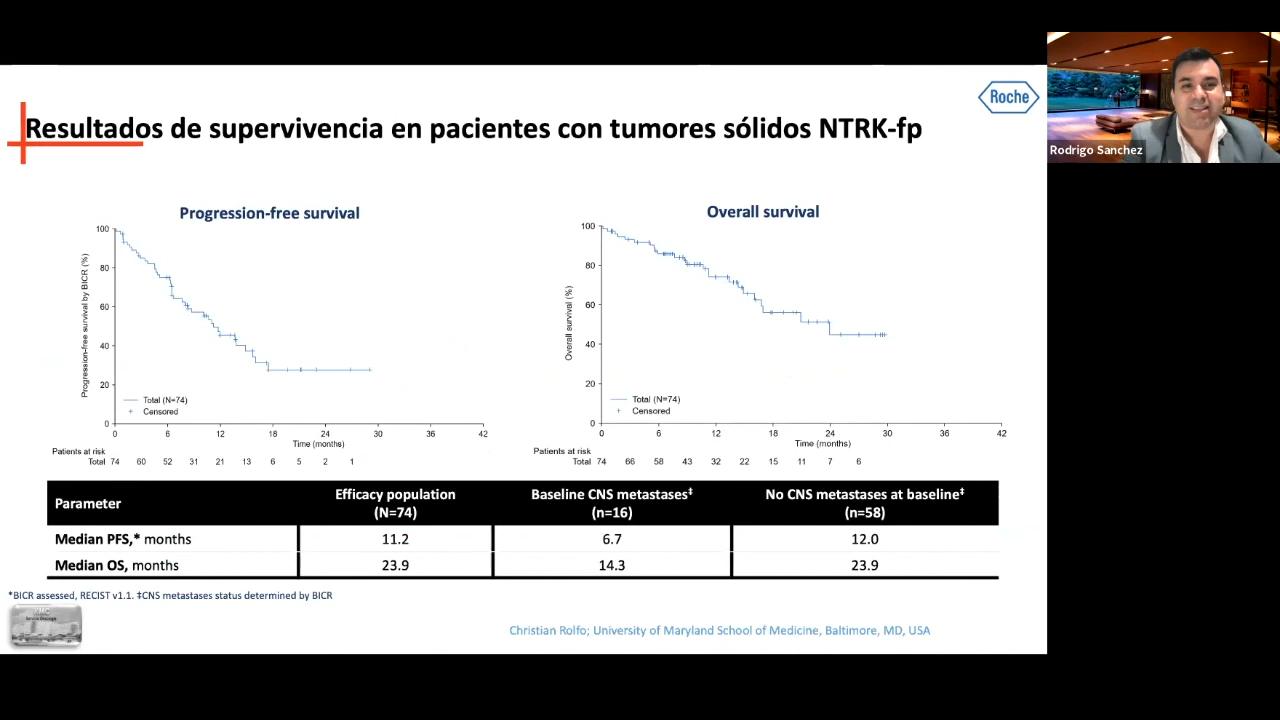 Roche
Resultados de supervivencia en pacientes con tumores sólidos NTRK-fp
Rodrigo Sanchez
Progression-free survival
Progression-free survival by BICR (%)
100
80
60
40
20
0
Total (N=74)
Censored
0 6 12 18 24 30 36 42
Time (months)
Patients at risk
Total 74 60 52 31 21 13 6 5 2 1
Overall survival
Overall survival (%)
100
80
60
40
20
0
Total (N=74)
Censored
0 6 12 18 24 30 36 42
Time (months)
Patients at risk
Total 74 66 58 43 32 22 15 11 7 6
Parameter
Efficacy population
(N=74)
Baseline CNS metastases‡
(n=16)
No CNS metastases at baseline‡
(n=58)
Median PFS,* months 11.2 6.7 12.0
Median OS, months 23.9 14.3 23.9
*BICR assessed, RECIST v1.1. ‡CNS metastases status determined by BICR
Christian Rolfo; University of Maryland School of Medicine, Baltimore, MD, USA